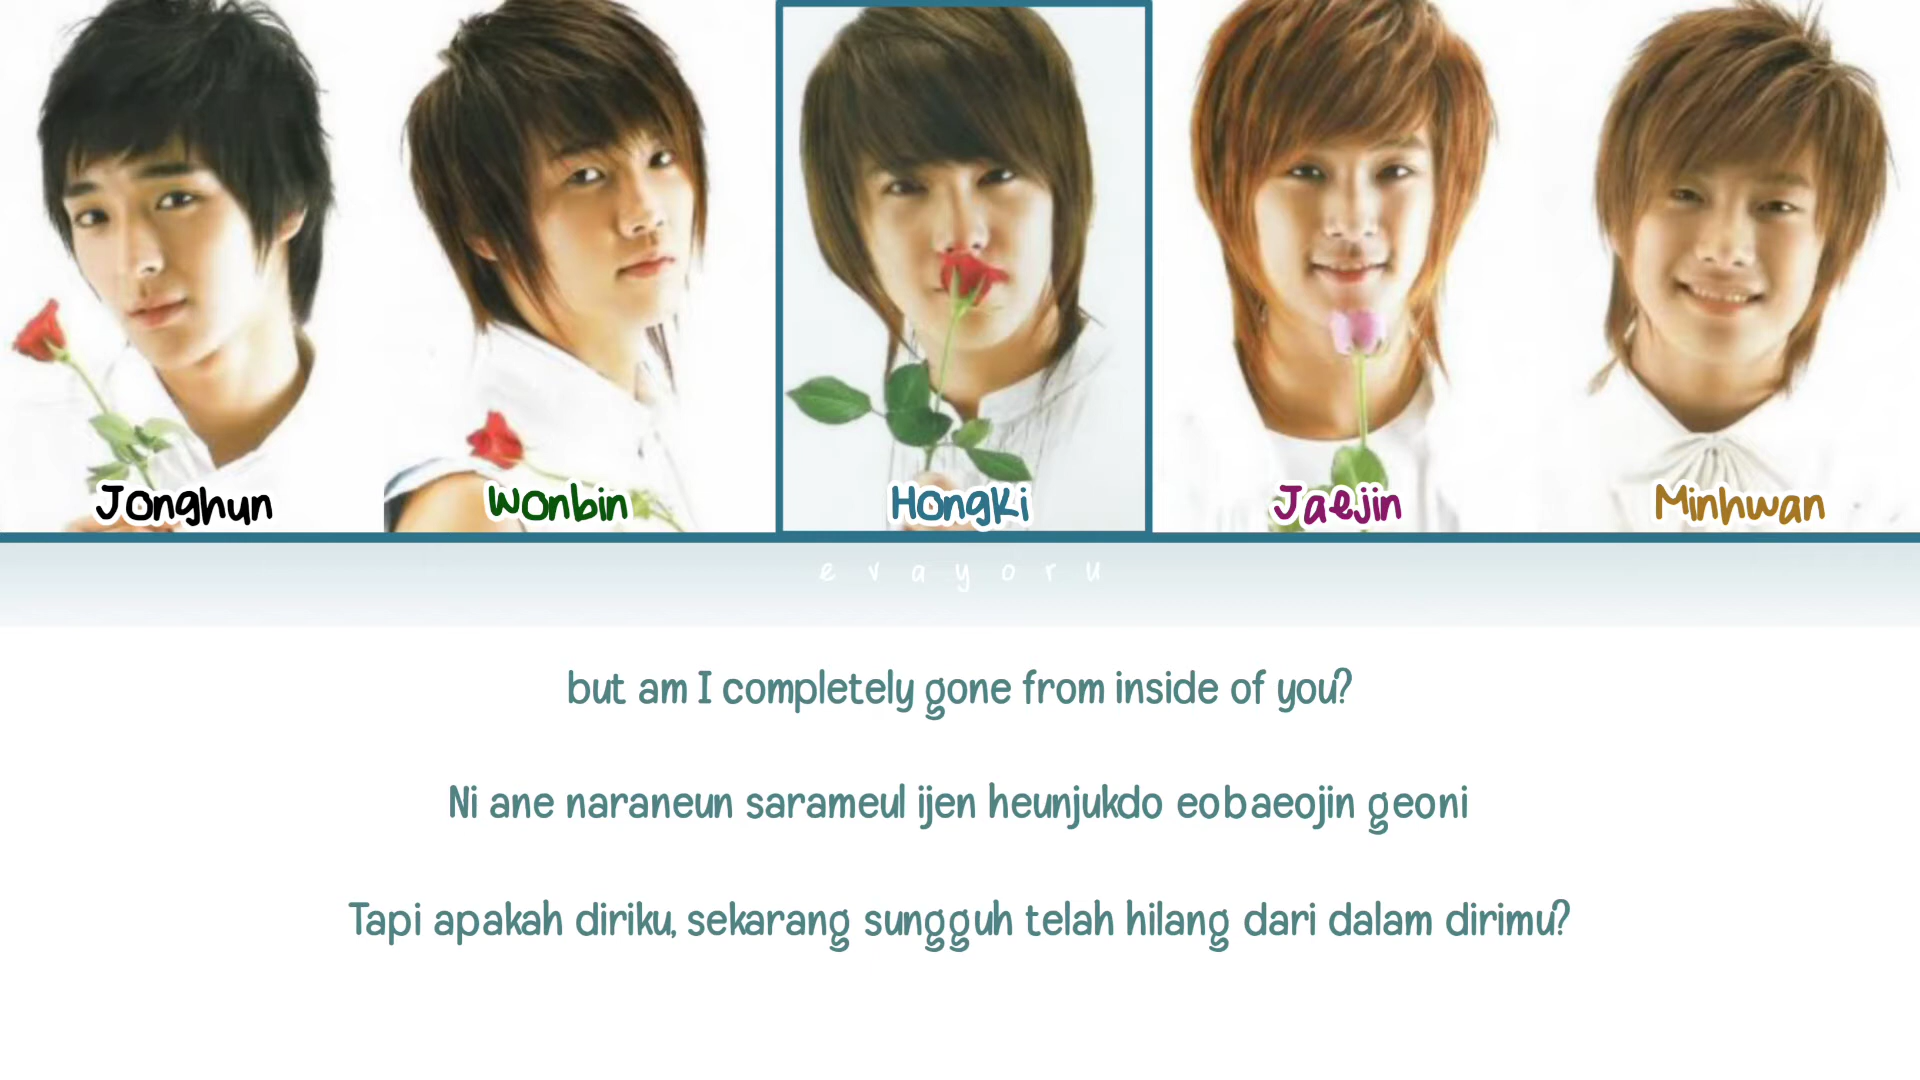 Jonghun
Wonbin
HongKi
Jaejin
Minhwan
evayoru
but am I completely gone from inside of you?
Ni ane naraneun sarameul ijen heunjukdo eobaeojin geoni
Tapi apakah diriku, sekarang sungguh telah hilang dari dalam dirimu?